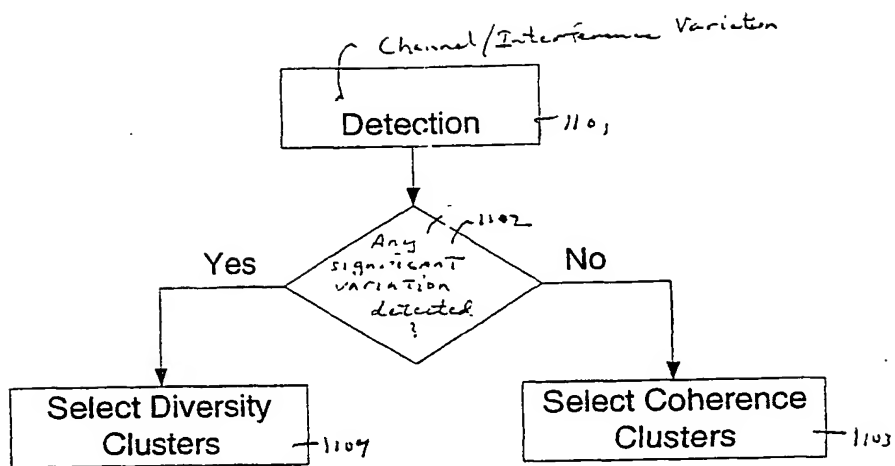 Channel/Interference Variation
Detection
1101
1102
Any
significant
variation
detected
?
Yes
No
Select Diversity
Clusters
1104
Select Coherence
Clusters
1103